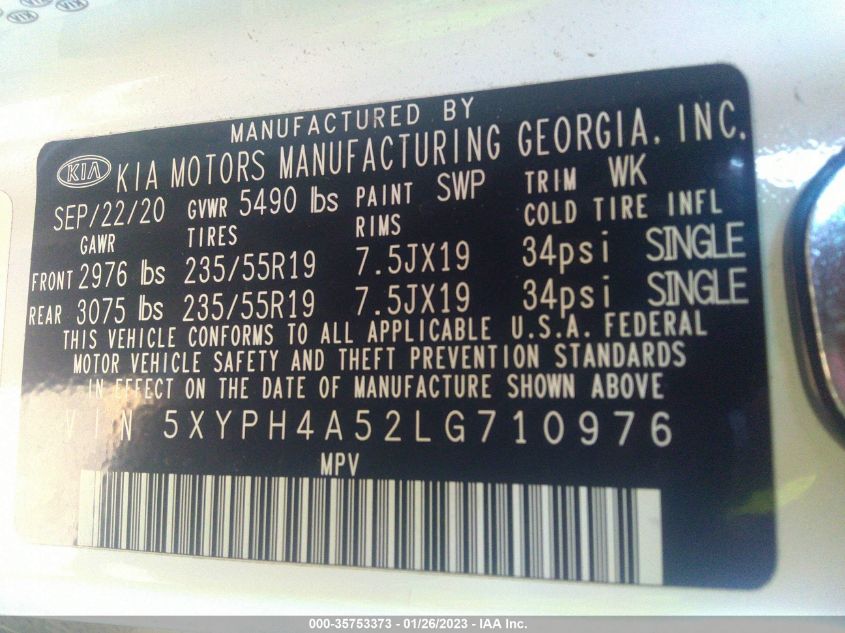 MANUFACTURED BY
KIA KIA MOTORS MANUFACTURING GEORGIA, INC.
SEP/22/20 GVWR 5490 lbs PAINT SWP TRIM WK
GAWR TIRES RIMS COLD TIRE INFL
FRONT 2976 lbs 235/55R19 7.5JX19 34psi SINGLE
REAR 3075 lbs 235/55R19 7.5JX19 34psi SINGLE
THIS VEHICLE CONFORMS TO ALL APPLICABLE U.S.A. FEDERAL
MOTOR VEHICLE SAFETY AND THEFT PREVENTION STANDARDS
IN EFFECT ON THE DATE OF MANUFACTURE SHOWN ABOVE
VIN 5XYPH4A52LG710976
MPV
000-35753373 - 01/26/2023 - IAA Inc.